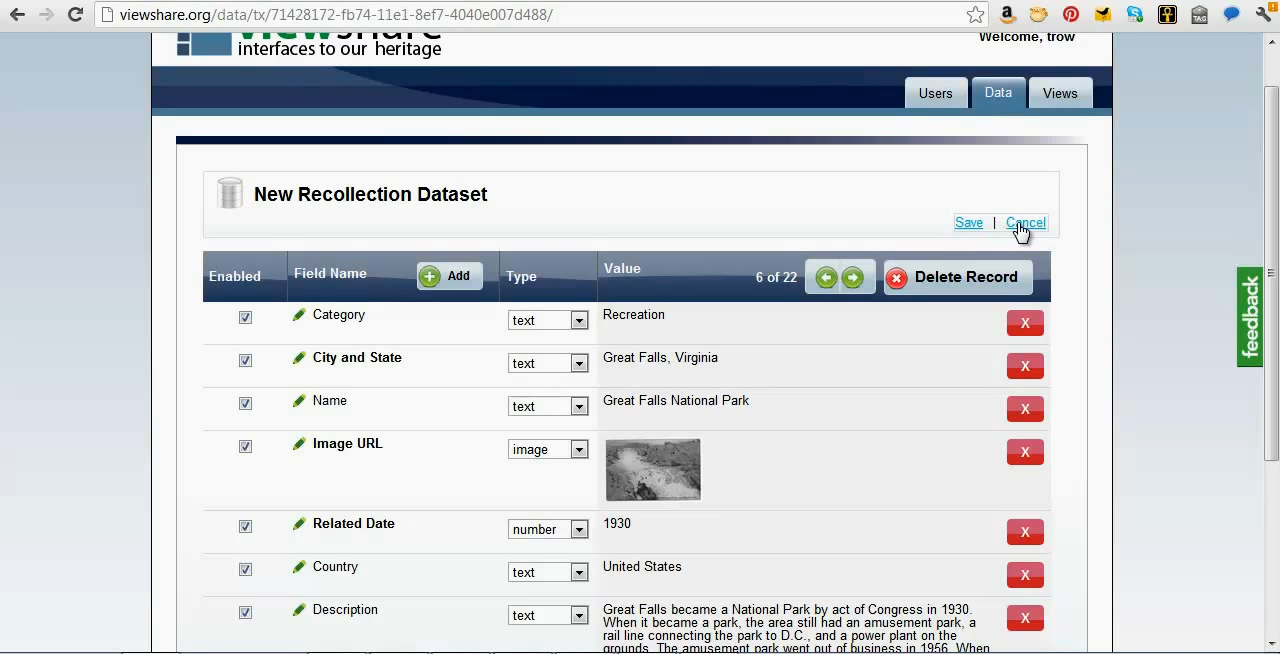 viewshare.org/data/tx/71428172-fb74-11e1-8ef7-4040e007d488/
viewshare
interfaces to our heritage
Welcome, trow
Users
Data
Views
New Recollection Dataset
Save | Cancel
Enabled
Field Name
Add
Type
Value
6 of 22
Delete Record
Category
text
Recreation
X
City and State
text
Great Falls, Virginia
X
Name
text
Great Falls National Park
X
Image URL
image
X
Related Date
number
1930
X
Country
text
United States
X
Description
text
Great Falls became a National Park by act of Congress in 1930.
When it became a park, the area still had an amusement park, a
rail line connecting the park to D.C., and a power plant on the
grounds. The amusement park went out of business in 1956. When
X
feedback
TAG